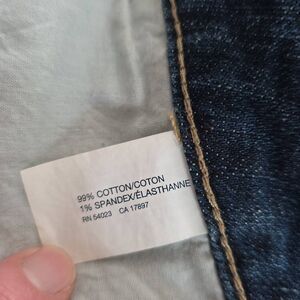 99% COTTON/COTON
1% SPANDEX/ÉLASTHANNE
RN 54023 CA 17897